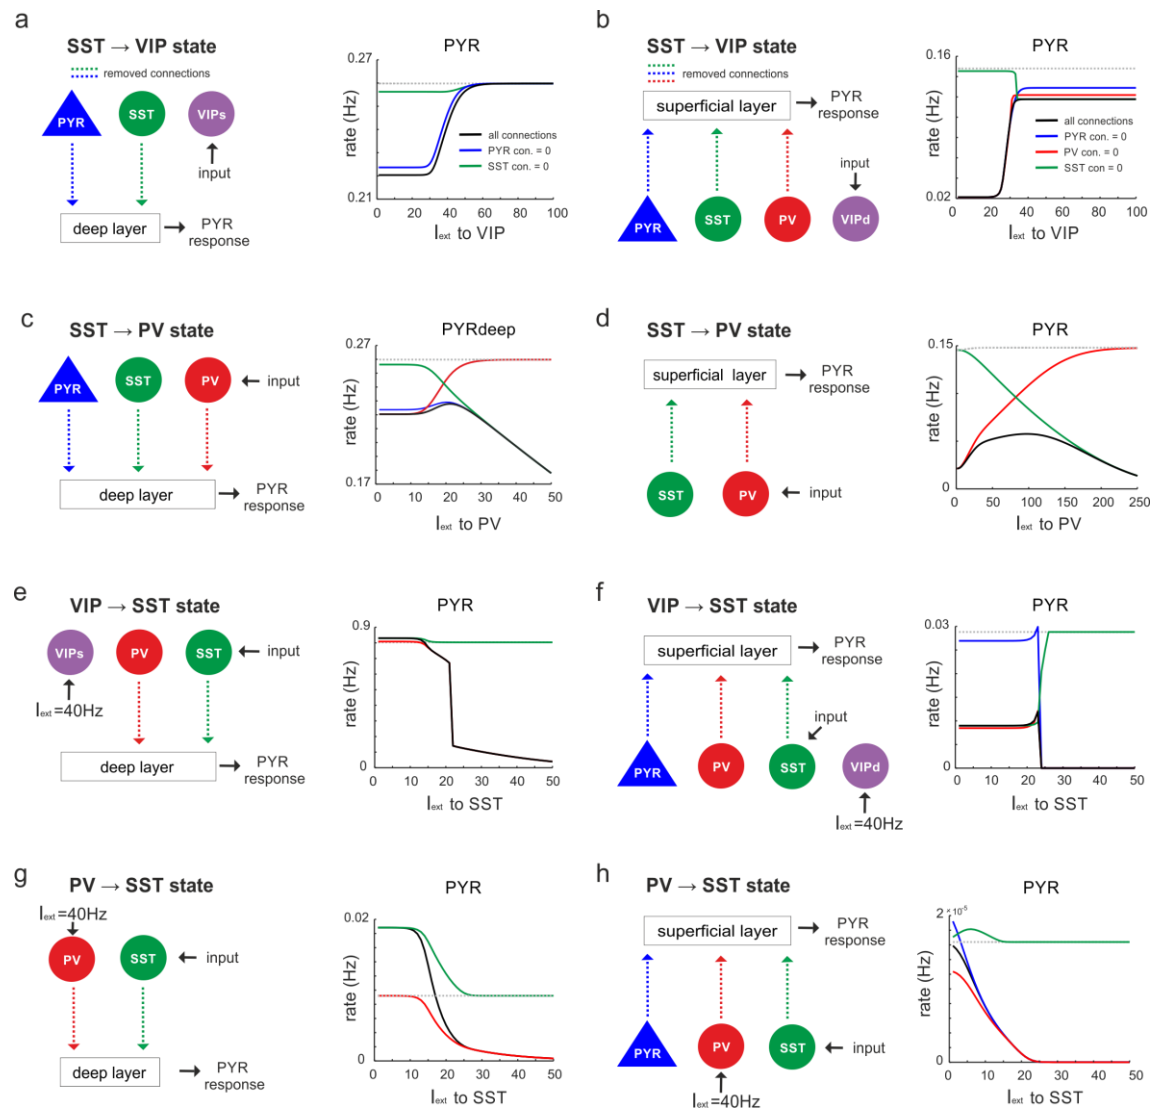 a
SST → VIP state
removed connections
PYR
SST
VIPs
input
deep layer
PYR
response
PYR
0.27
0.21
rate (Hz)
all connections
PYR con. = 0
SST con. = 0
0 20 40 60 80 100
Iext to VIP
b
SST → VIP state
removed connections
superficial layer
PYR
response
input
PYR
SST
PV
VIPd
PYR
0.16
0.02
rate (Hz)
all connections
PYR con. = 0
PV con. = 0
SST con = 0
0 20 40 60 80 100
Iext to VIP
c
SST → PV state
PYR
SST
PV
input
deep layer
PYR
response
PYRdeep
0.27
0.17
rate (Hz)
0 10 20 30 40 50
Iext to PV
d
SST → PV state
superficial layer
PYR
response
SST
PV
input
PYR
0.15
0
rate (Hz)
0 50 100 150 200 250
Iext to PV
e
VIP → SST state
VIPs
PV
SST
input
Iext=40Hz
deep layer
PYR
response
PYR
0.9
0
rate (Hz)
0 10 20 30 40 50
Iext to SST
f
VIP → SST state
superficial layer
PYR
response
input
PYR
PV
SST
VIPd
Iext=40Hz
PYR
0.03
0
rate (Hz)
0 10 20 30 40 50
Iext to SST
g
PV → SST state
Iext=40Hz
PV
SST
input
deep layer
PYR
response
PYR
0.02
0
rate (Hz)
0 10 20 30 40 50
Iext to SST
h
PV → SST state
superficial layer
PYR
response
PYR
PV
SST
input
Iext=40Hz
PYR
× 10⁻⁵
2
0
rate (Hz)
0 10 20 30 40 50
Iext to SST